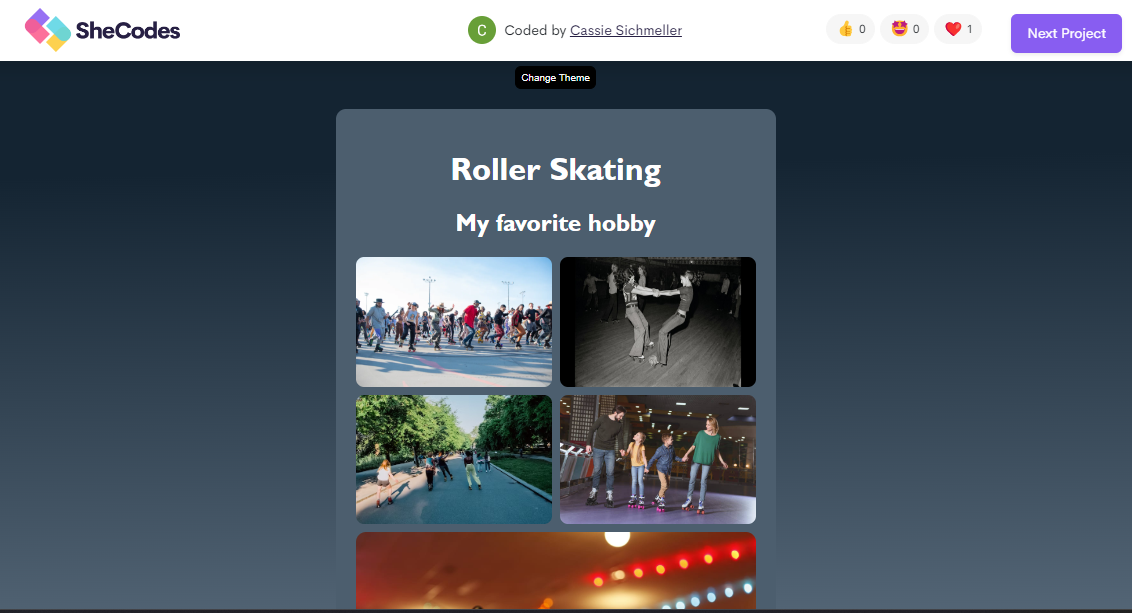 SheCodes
C Coded by Cassie Sichmeller
👍 0 🤩 0 ❤️ 1
Next Project
Change Theme
Roller Skating
My favorite hobby